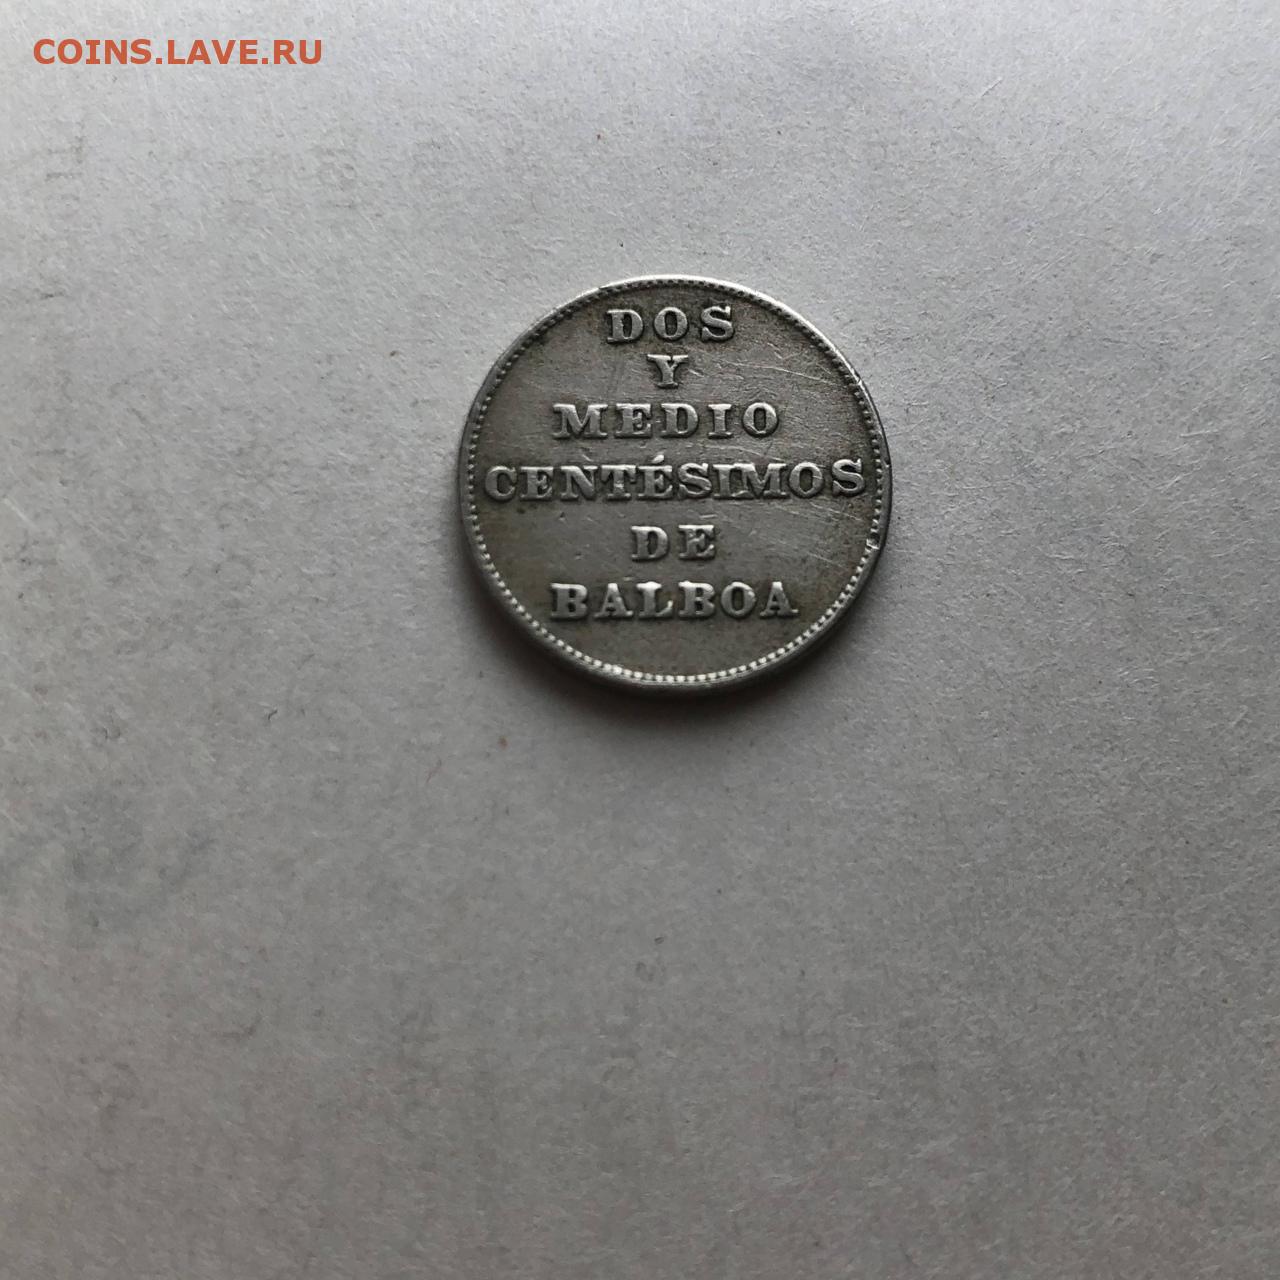 COINS.LAVE.RU
DOS
Y
MEDIO
CENTÉSIMOS
DE
BALBOA